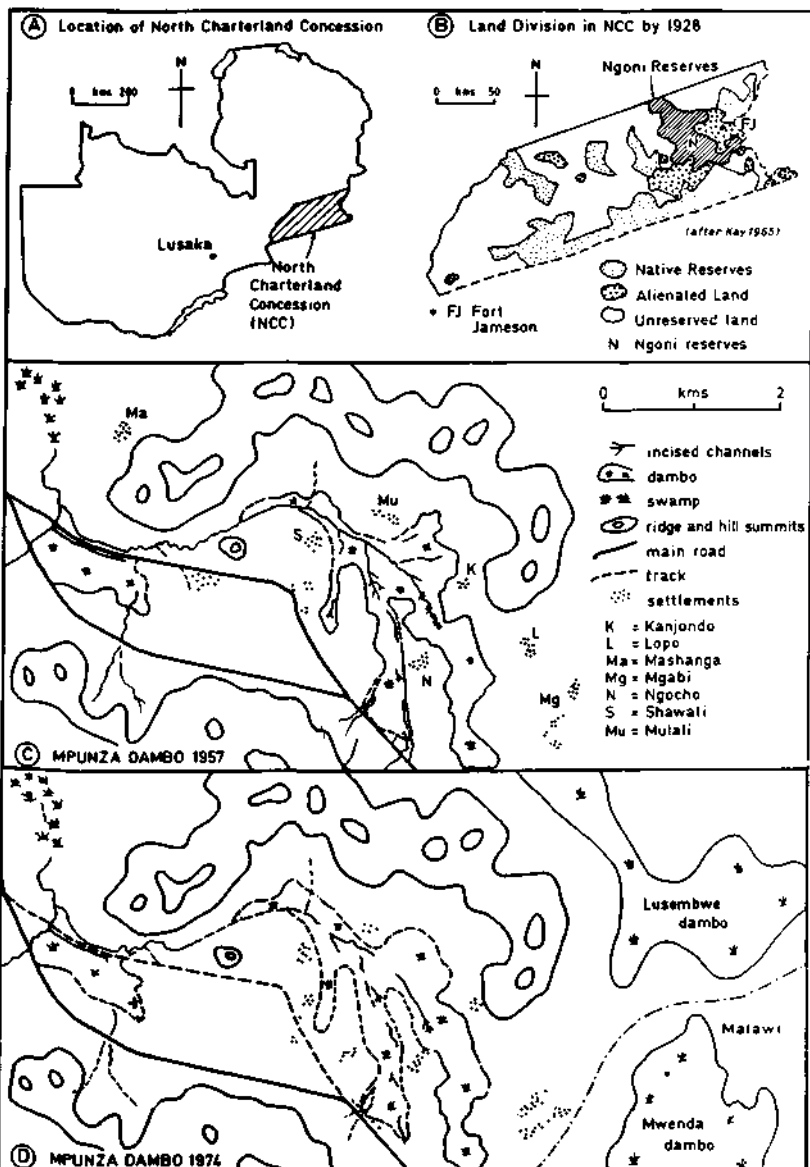 A Location of North Charterland Concession
N
0 kms 200
Lusaka
North
Charterland
Concession
(NCC)
B Land Division in NCC by 1928
Ngoni Reserves
N
0 kms 50
FJ
N
(after Kay 1965)
Native Reserves
Alienated Land
Unreserved land
N Ngoni reserves
FJ Fort
Jameson
Ma
Mu
S
K
L
N
Mg
0 kms 2
incised channels
dambo
swamp
ridge and hill summits
main road
track
settlements
K = Kanjondo
L = Lopo
Ma = Mashanga
Mg = Mgabi
N = Ngocho
S = Shawali
Mu = Mulali
C MPUNZA DAMBO 1957
Lusembwe
dambo
Malawi
Mwenda
dambo
D MPUNZA DAMBO 1974